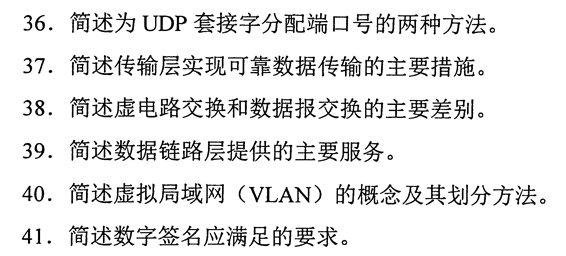 36．简述为 UDP 套接字分配端口号的两种方法。
37．简述传输层实现可靠数据传输的主要措施。
38．简述虚电路交换和数据报交换的主要差别。
39．简述数据链路层提供的主要服务。
40．简述虚拟局域网（VLAN）的概念及其划分方法。
41．简述数字签名应满足的要求。